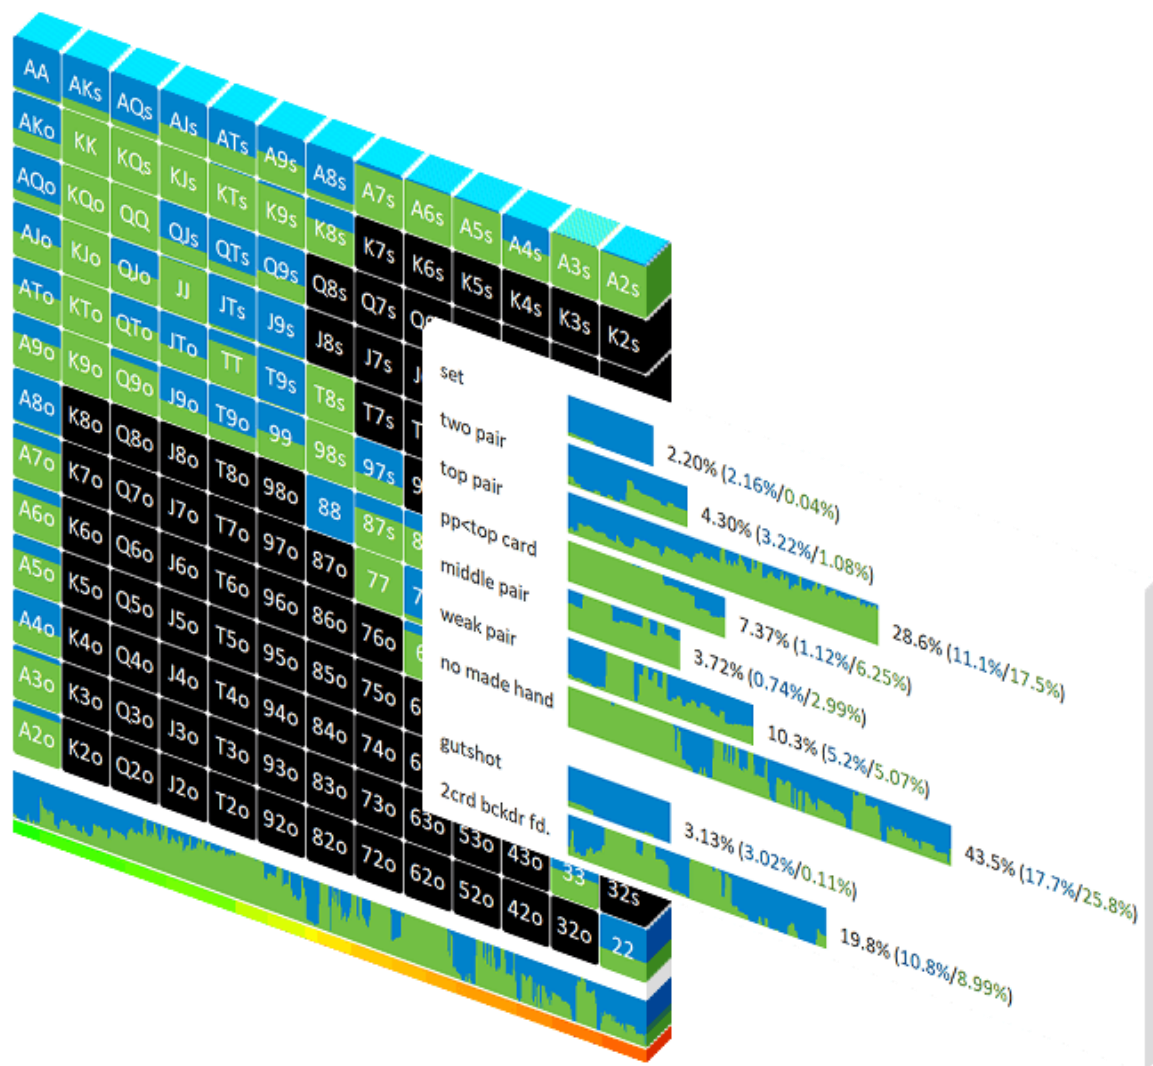 AA AKs AQs AJs ATs A9s A8s A7s A6s A5s A4s A3s A2s
AKo KK KQs KJs KTs K9s K8s K7s K6s K5s K4s K3s K2s
AQo KQo QQ QJs QTs Q9s Q8s Q7s
AJo KJo QJo JJ JTs J9s J8s J7s
ATo KTo QTo JTo TT T9s T8s T7s
A9o K9o Q9o J9o T9o 99 98s 97s
A8o K8o Q8o J8o T8o 98o 88 87s
A7o K7o Q7o J7o T7o 97o 87o 77
A6o K6o Q6o J6o T6o 96o 86o 76o
A5o K5o Q5o J5o T5o 95o 85o 75o
A4o K4o Q4o J4o T4o 94o 84o 74o
A3o K3o Q3o J3o T3o 93o 83o 73o 63o 53o 43o 33 32s
A2o K2o Q2o J2o T2o 92o 82o 72o 62o 52o 42o 32o 22
set 2.20% (2.16%/0.04%)
two pair 4.30% (3.22%/1.08%)
top pair 28.6% (11.1%/17.5%)
pp<top card 7.37% (1.12%/6.25%)
middle pair 3.72% (0.74%/2.99%)
weak pair 10.3% (5.2%/5.07%)
no made hand 43.5% (17.7%/25.8%)
gutshot 3.13% (3.02%/0.11%)
2crd bckdr fd. 19.8% (10.8%/8.99%)